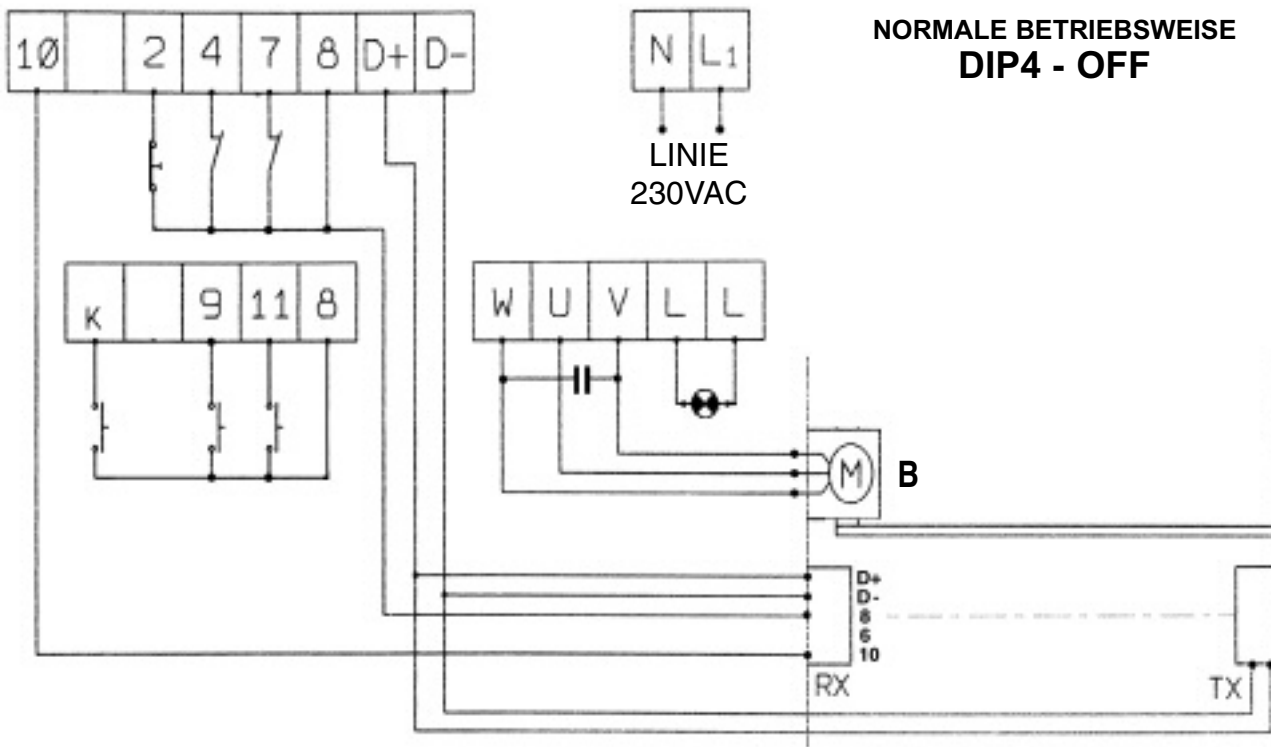 NORMALE BETRIEBSWEISE
DIP4 - OFF
10 2 4 7 8 D+ D-
N L1
LINIE
230VAC
K 9 11 8
W U V L L
M B
D+
D-
8
6
10
RX
TX